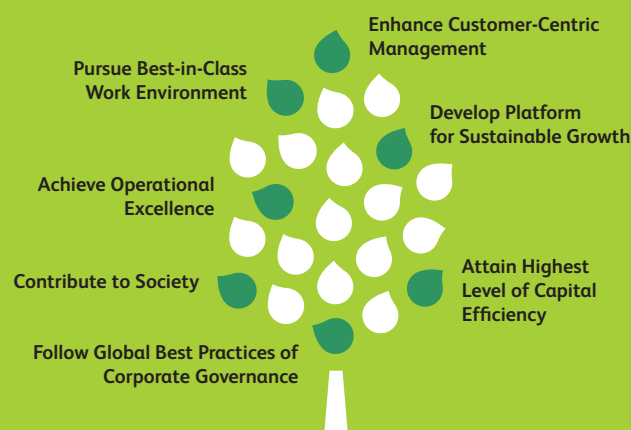 Enhance Customer-Centric
Management
Pursue Best-in-Class
Work Environment
Develop Platform
for Sustainable Growth
Achieve Operational
Excellence
Contribute to Society
Attain Highest
Level of Capital
Efficiency
Follow Global Best Practices of
Corporate Governance